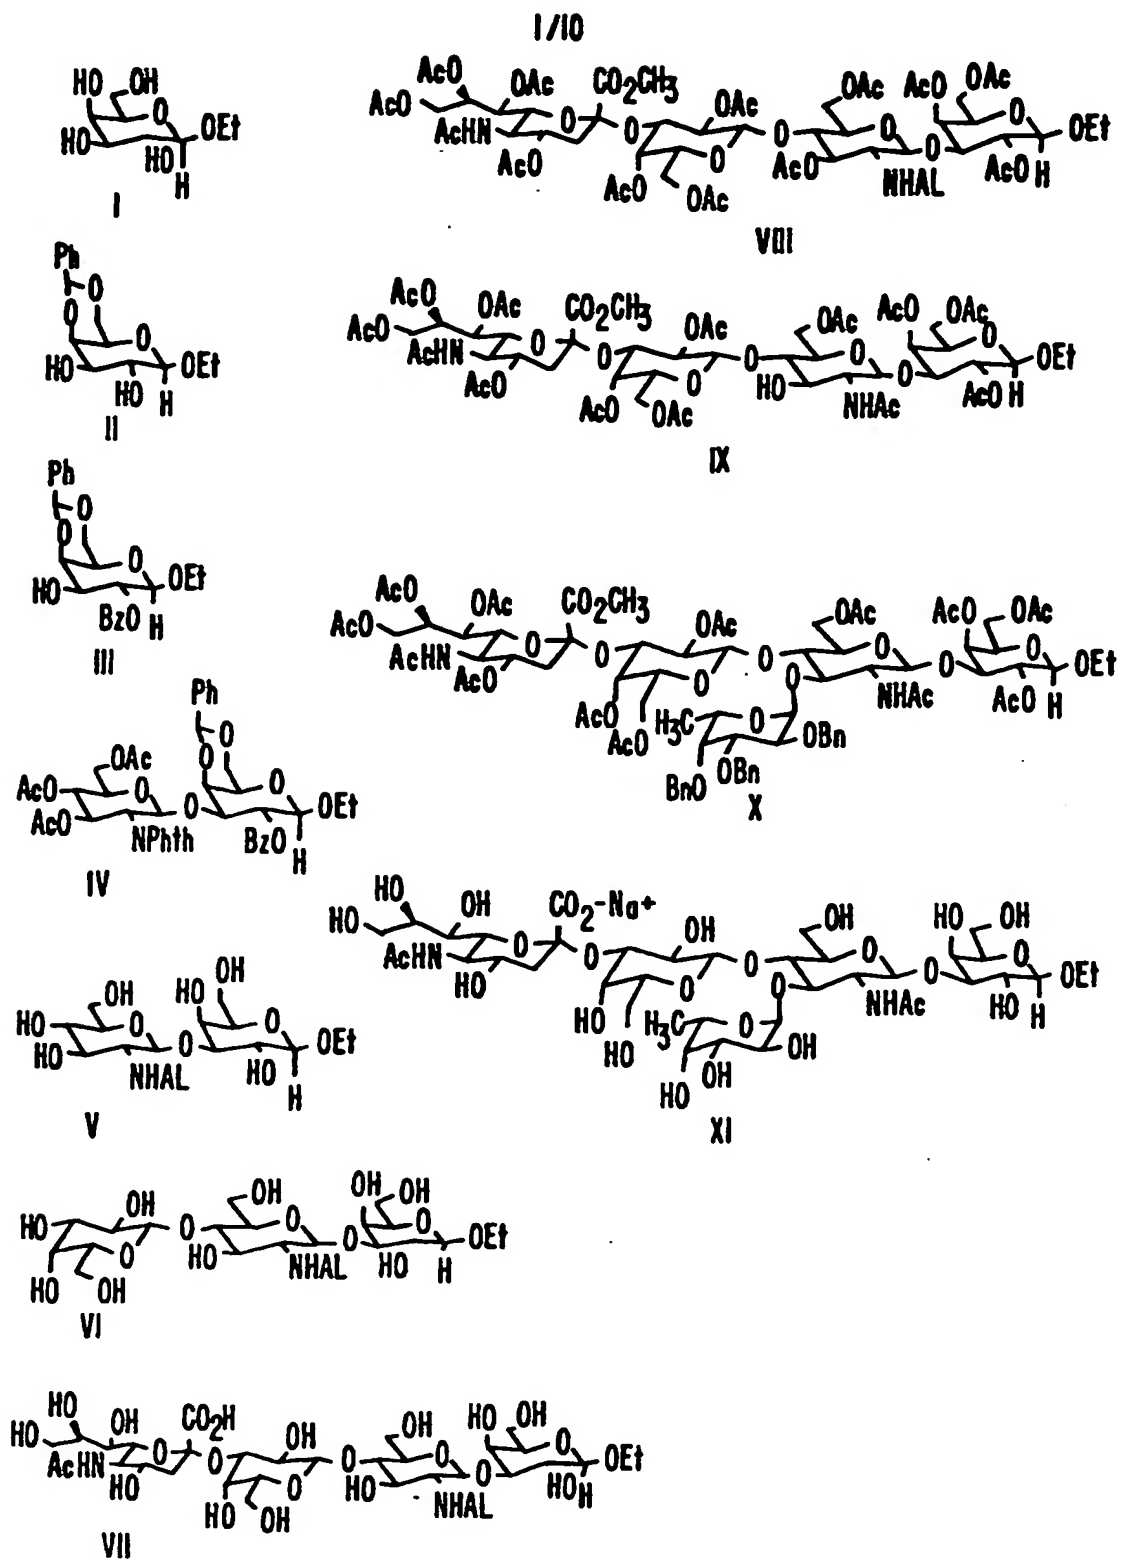 1/10
HO OH
O
HO OEt
HO
H
I
Ph
O
O O
HO OEt
HO H
II
Ph
O
O O
HO OEt
BzO H
III
Ph
O
OAc O
AcO O O OEt
AcO O
NPhth BzO H
IV
OH
OH HO
HO O O OEt
HO O
NHAL HO H
V
OH OH OH OH
HO O O O O OEt
O HO NHAL HO H
HO OH
VI
HO OH CO2H OH OH HO OH
HO O O O O O O OEt
AcHN O HO NHAL HO H
HO HO OH
VII
AcO OAc CO2CH3 OAc OAc AcO OAc
AcO O O O O O O OEt
AcHN O AcO NHAL AcO H
AcO AcO OAc
VIII
AcO OAc CO2CH3 OAc OAc AcO OAc
AcO O O O O O O OEt
AcHN O HO NHAc AcO H
AcO AcO OAc
IX
AcO OAc CO2CH3 OAc OAc AcO OAc
AcO O O O O O O OEt
AcHN O O NHAc AcO H
AcO AcO H3C O OBn
AcO OBn
BnO
X
HO OH CO2-Na+ OH OH HO OH
HO O O O O O O OEt
AcHN O O NHAc HO H
HO HO H3C O OH
HO OH
HO
XI